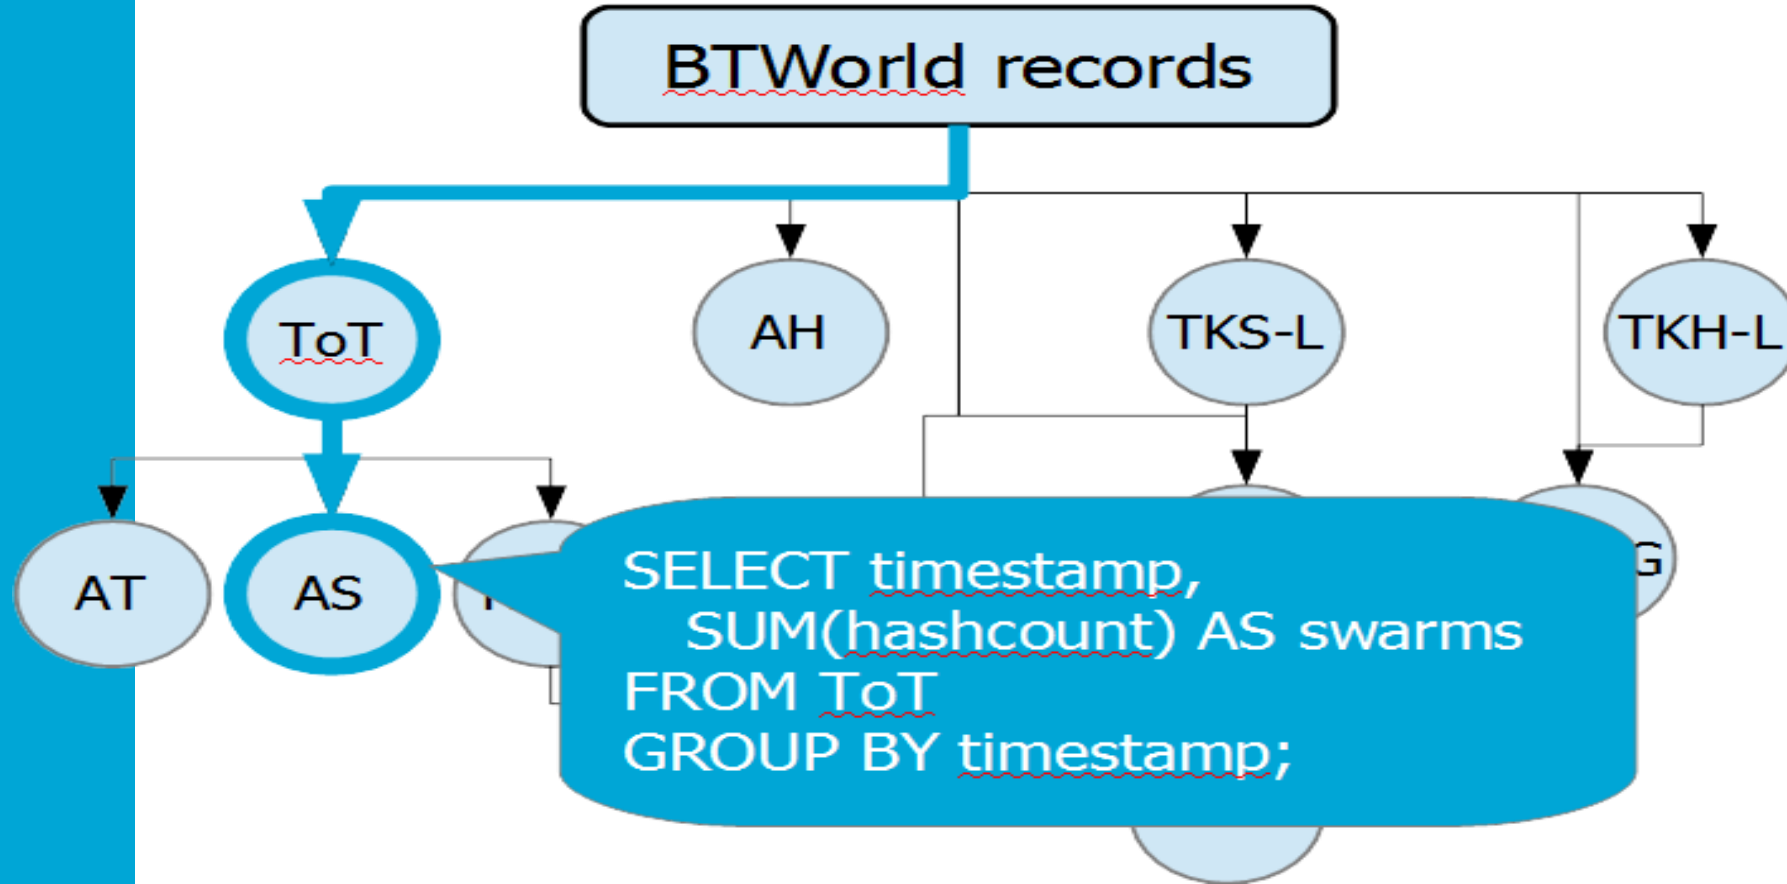 BTWorld records
ToT
AH
TKS-L
TKH-L
AT
AS
G
SELECT timestamp,
SUM(hashcount) AS swarms
FROM ToT
GROUP BY timestamp;